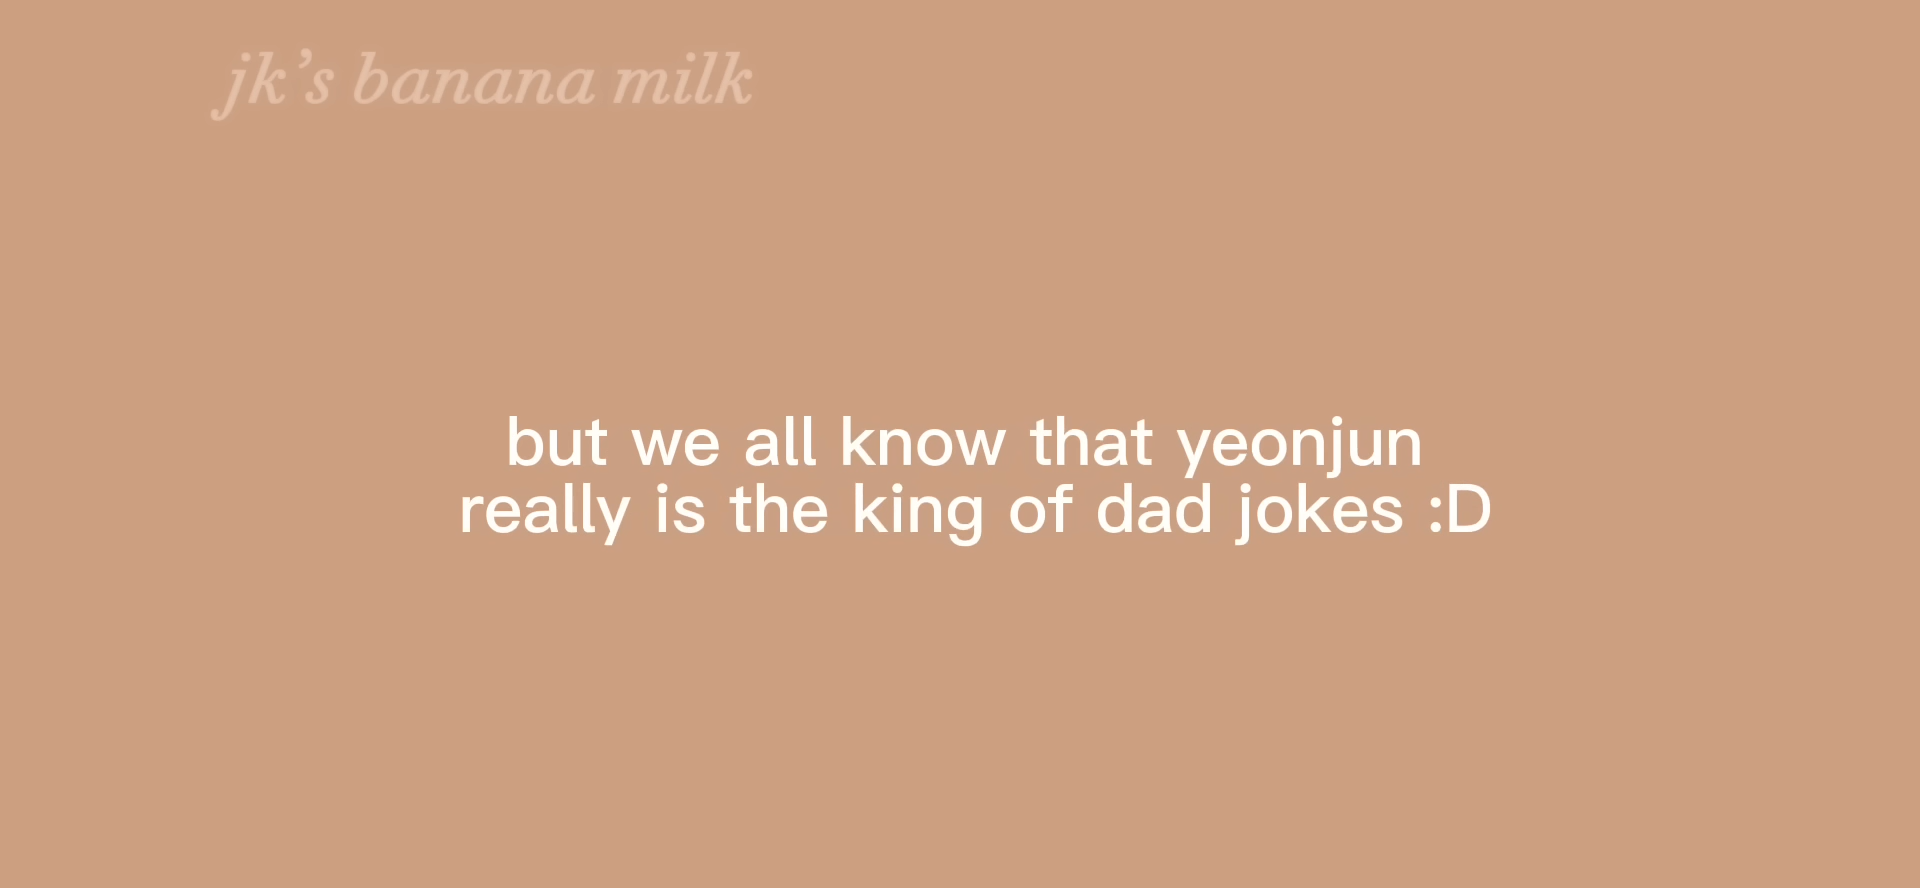 jk’s banana milk
but we all know that yeonjun
really is the king of dad jokes :D